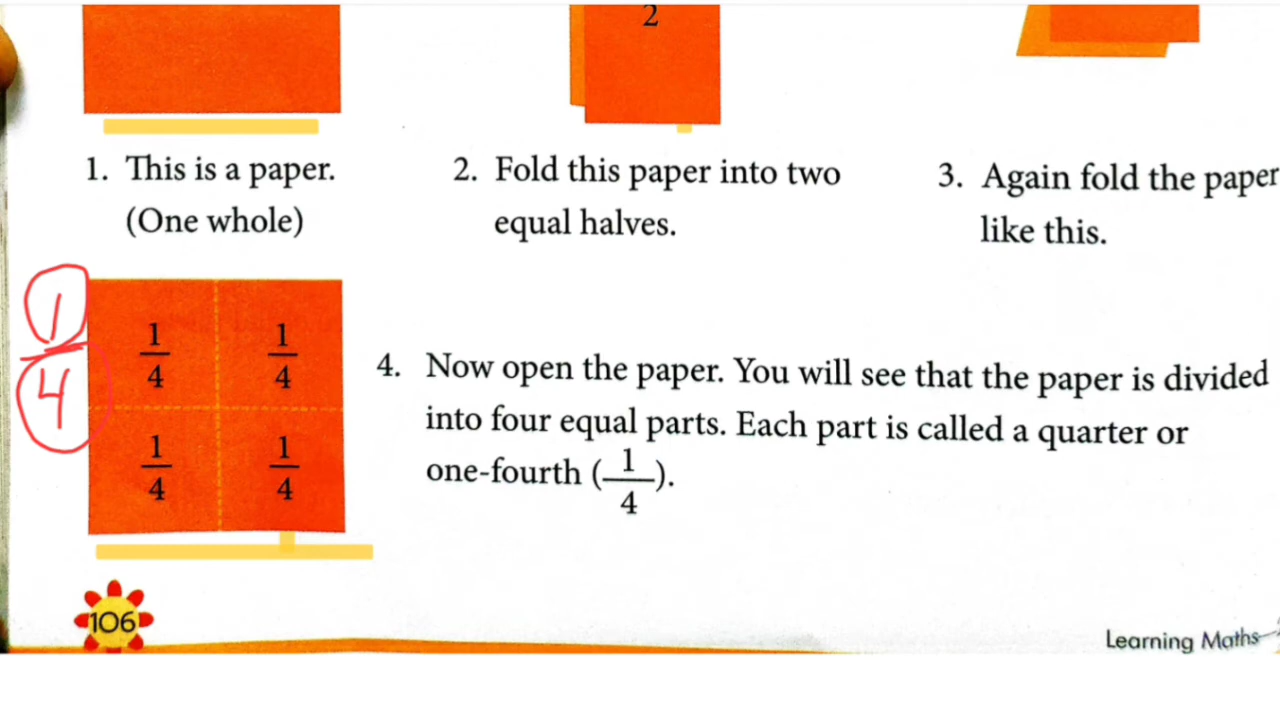 2
1. This is a paper.
(One whole)
2. Fold this paper into two
equal halves.
3. Again fold the paper
like this.
1
4
1/4 1/4
1/4 1/4
4. Now open the paper. You will see that the paper is divided
into four equal parts. Each part is called a quarter or
one-fourth (1/4).
106
Learning Maths